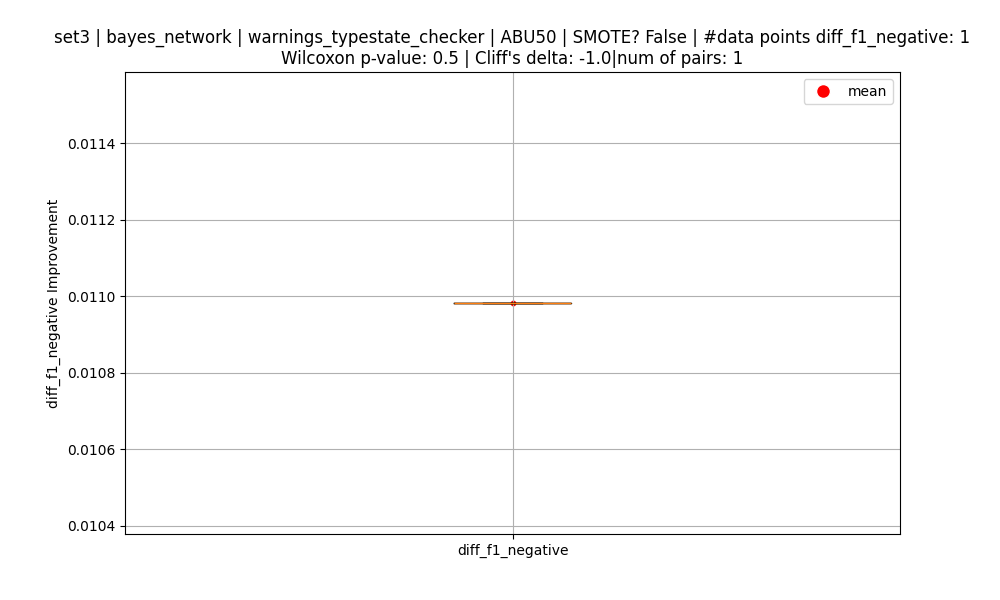 set3 | bayes_network | warnings_typestate_checker | ABU50 | SMOTE? False | #data points diff_f1_negative: 1
Wilcoxon p-value: 0.5 | Cliff's delta: -1.0|num of pairs: 1
mean
0.0114
0.0112
0.0110
0.0108
0.0106
0.0104
diff_f1_negative Improvement
diff_f1_negative